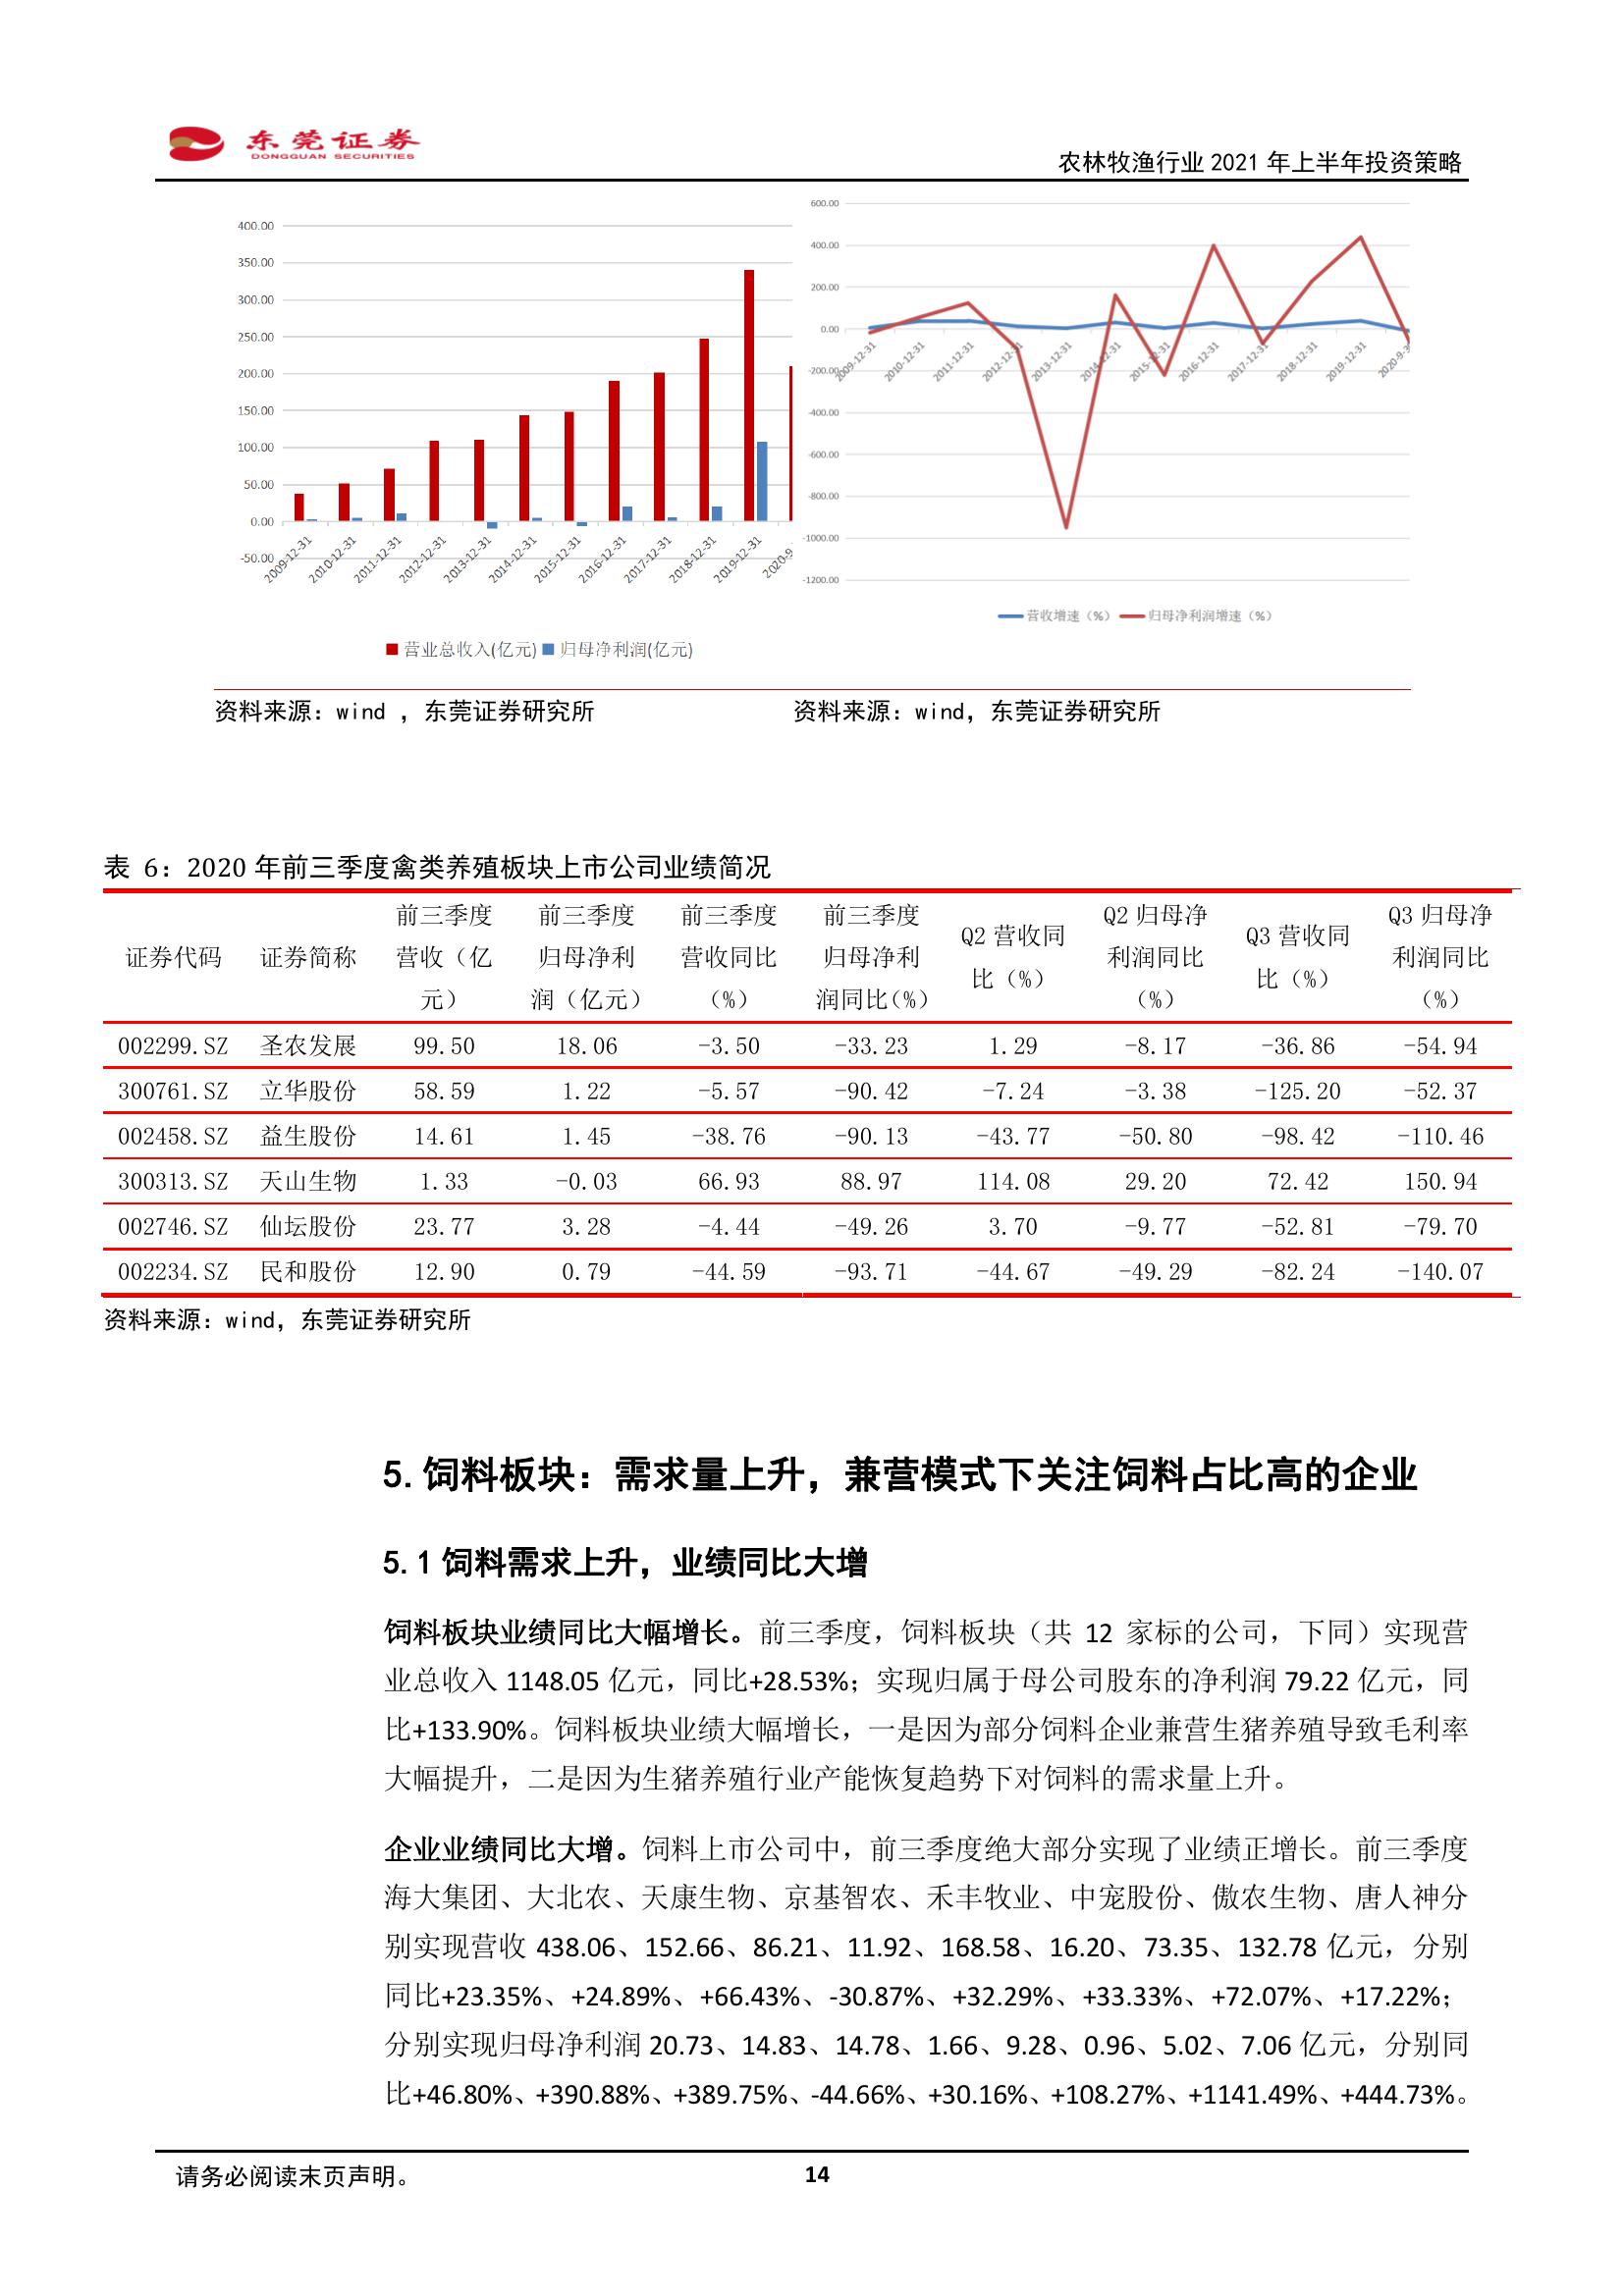 东莞证券
DONGGUAN SECURITIES
农林牧渔行业 2021 年上半年投资策略
400.00
350.00
300.00
250.00
200.00
150.00
100.00
50.00
0.00
-50.00
2009-12-31
2010-12-31
2011-12-31
2012-12-31
2013-12-31
2014-12-31
2015-12-31
2016-12-31
2017-12-31
2018-12-31
2019-12-31
2020-9
营业总收入(亿元) 归母净利润(亿元)
600.00
400.00
200.00
0.00
-200.00
-400.00
-600.00
-800.00
-1000.00
-1200.00
2009-12-31
2010-12-31
2011-12-31
2012-12-31
2013-12-31
2014-12-31
2015-12-31
2016-12-31
2017-12-31
2018-12-31
2019-12-31
2020-9-3
营收增速（%） 归母净利润增速（%）
资料来源：wind ，东莞证券研究所
资料来源：wind，东莞证券研究所
表 6：2020 年前三季度禽类养殖板块上市公司业绩简况
证券代码 证券简称 前三季度营收（亿元） 前三季度归母净利润（亿元） 前三季度营收同比（%） 前三季度归母净利润同比(%) Q2 营收同比（%） Q2 归母净利润同比（%） Q3 营收同比（%） Q3 归母净利润同比（%）
002299.SZ 圣农发展 99.50 18.06 -3.50 -33.23 1.29 -8.17 -36.86 -54.94
300761.SZ 立华股份 58.59 1.22 -5.57 -90.42 -7.24 -3.38 -125.20 -52.37
002458.SZ 益生股份 14.61 1.45 -38.76 -90.13 -43.77 -50.80 -98.42 -110.46
300313.SZ 天山生物 1.33 -0.03 66.93 88.97 114.08 29.20 72.42 150.94
002746.SZ 仙坛股份 23.77 3.28 -4.44 -49.26 3.70 -9.77 -52.81 -79.70
002234.SZ 民和股份 12.90 0.79 -44.59 -93.71 -44.67 -49.29 -82.24 -140.07
资料来源：wind，东莞证券研究所
5.饲料板块：需求量上升，兼营模式下关注饲料占比高的企业
5.1 饲料需求上升，业绩同比大增
饲料板块业绩同比大幅增长。前三季度，饲料板块（共 12 家标的公司，下同）实现营
业总收入 1148.05 亿元，同比+28.53%；实现归属于母公司股东的净利润 79.22 亿元，同
比+133.90%。饲料板块业绩大幅增长，一是因为部分饲料企业兼营生猪养殖导致毛利率
大幅提升，二是因为生猪养殖行业产能恢复趋势下对饲料的需求量上升。
企业业绩同比大增。饲料上市公司中，前三季度绝大部分实现了业绩正增长。前三季度
海大集团、大北农、天康生物、京基智农、禾丰牧业、中宠股份、傲农生物、唐人神分
别实现营收 438.06、152.66、86.21、11.92、168.58、16.20、73.35、132.78 亿元，分别
同比+23.35%、+24.89%、+66.43%、-30.87%、+32.29%、+33.33%、+72.07%、+17.22%；
分别实现归母净利润 20.73、14.83、14.78、1.66、9.28、0.96、5.02、7.06 亿元，分别同
比+46.80%、+390.88%、+389.75%、-44.66%、+30.16%、+108.27%、+1141.49%、+444.73%。
请务必阅读末页声明。
14